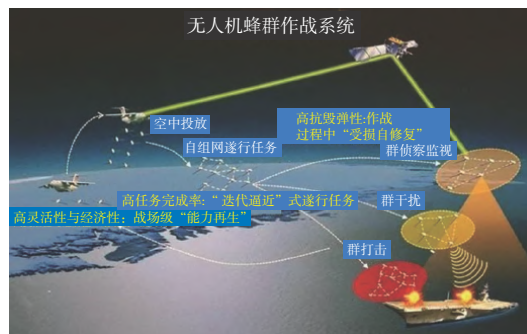 无人机蜂群作战系统
空中投放
高抗毁弹性:作战
过程中“受损自修复”
自组网遂行任务
群侦察监视
高任务完成率:“迭代逼近”式遂行任务
群干扰
高灵活性与经济性：战场级“能力再生”
群打击